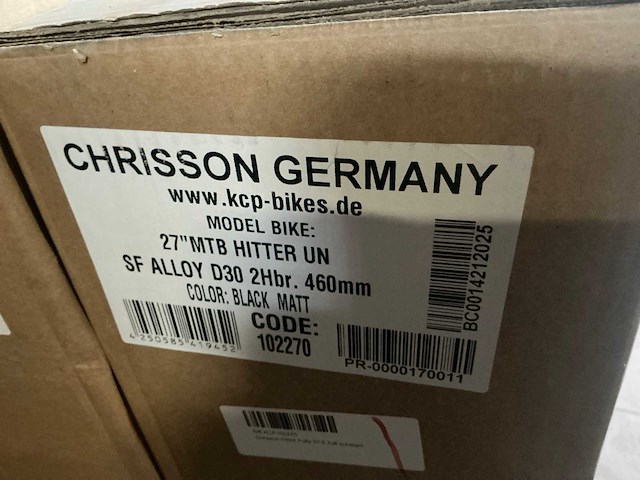 CHRISSON GERMANY
www.kcp-bikes.de
MODEL BIKE:
27"MTB HITTER UN
SF ALLOY D30 2Hbr. 460mm
COLOR: BLACK MATT
CODE:
102270
4250585419452
PR-0000170011
BC0014212025